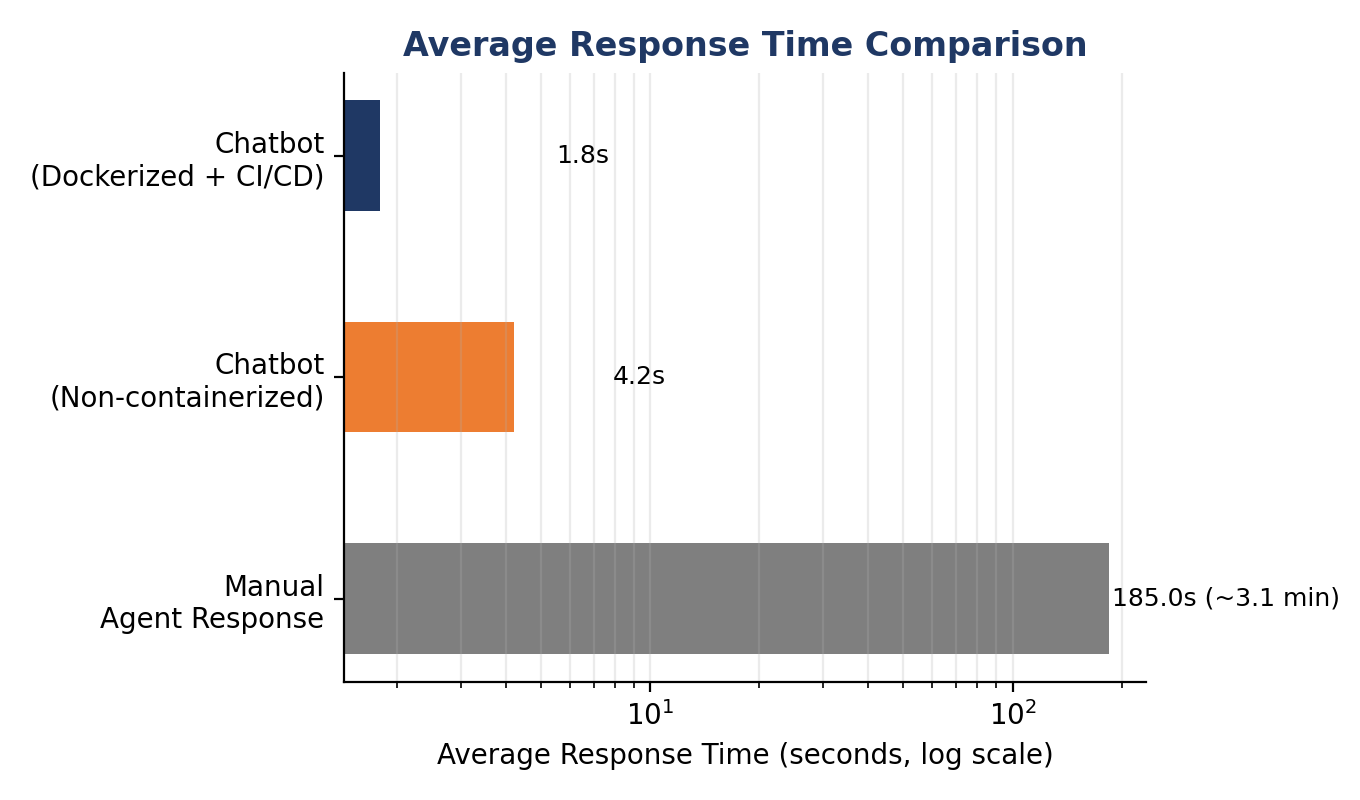 Average Response Time Comparison
Chatbot
(Dockerized + CI/CD)
1.8s
Chatbot
(Non-containerized)
4.2s
Manual
Agent Response
185.0s (~3.1 min)
10¹ 10²
Average Response Time (seconds, log scale)